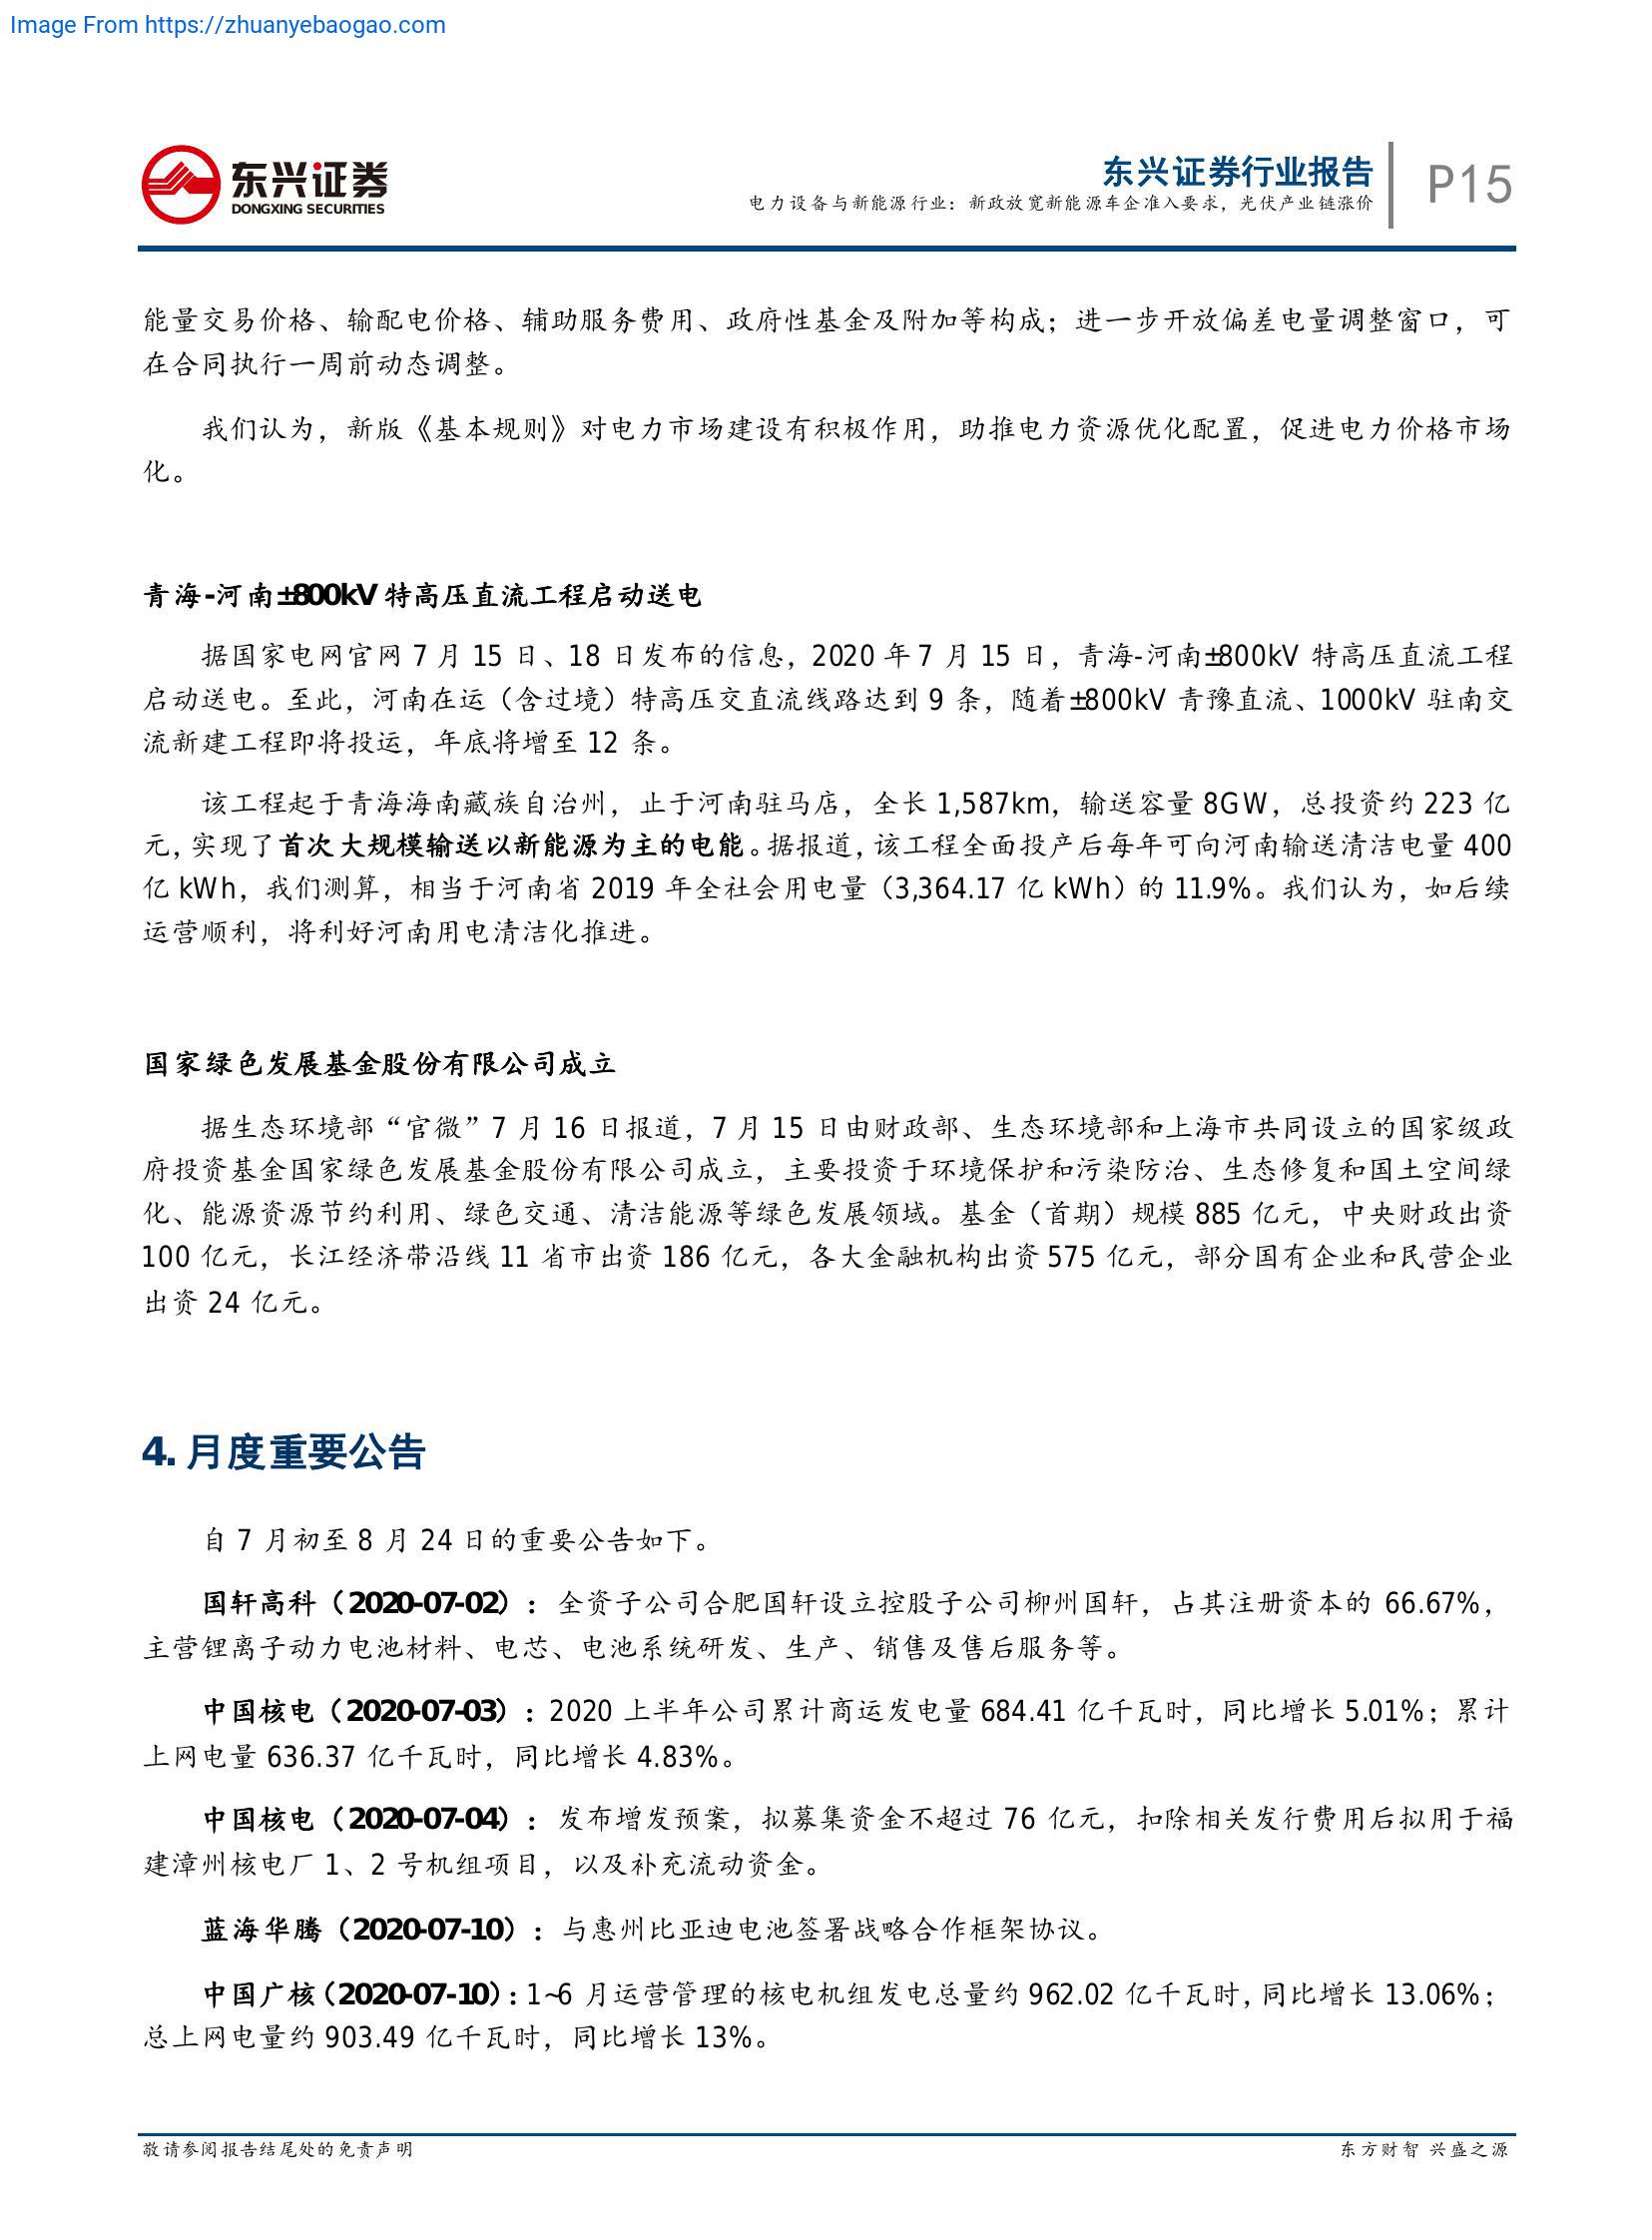 Image From https://zhuanyebaogao.com
东兴证券
DONGXING SECURITIES
东兴证券行业报告
电力设备与新能源行业：新政放宽新能源车企准入要求，光伏产业链涨价
P15
能量交易价格、输配电价格、辅助服务费用、政府性基金及附加等构成；进一步开放偏差电量调整窗口，可
在合同执行一周前动态调整。
我们认为，新版《基本规则》对电力市场建设有积极作用，助推电力资源优化配置，促进电力价格市场
化。
青海-河南±800kV 特高压直流工程启动送电
据国家电网官网 7 月 15 日、18 日发布的信息，2020 年 7 月 15 日，青海-河南±800kV 特高压直流工程
启动送电。至此，河南在运（含过境）特高压交直流线路达到 9 条，随着±800kV 青豫直流、1000kV 驻南交
流新建工程即将投运，年底将增至 12 条。
该工程起于青海海南藏族自治州，止于河南驻马店，全长 1,587km，输送容量 8GW，总投资约 223 亿
元，实现了首次大规模输送以新能源为主的电能。据报道，该工程全面投产后每年可向河南输送清洁电量 400
亿 kWh，我们测算，相当于河南省 2019 年全社会用电量（3,364.17 亿 kWh）的 11.9%。我们认为，如后续
运营顺利，将利好河南用电清洁化推进。
国家绿色发展基金股份有限公司成立
据生态环境部“官微”7 月 16 日报道，7 月 15 日由财政部、生态环境部和上海市共同设立的国家级政
府投资基金国家绿色发展基金股份有限公司成立，主要投资于环境保护和污染防治、生态修复和国土空间绿
化、能源资源节约利用、绿色交通、清洁能源等绿色发展领域。基金（首期）规模 885 亿元，中央财政出资
100 亿元，长江经济带沿线 11 省市出资 186 亿元，各大金融机构出资 575 亿元，部分国有企业和民营企业
出资 24 亿元。
4. 月度重要公告
自 7 月初至 8 月 24 日的重要公告如下。
国轩高科（2020-07-02）：全资子公司合肥国轩设立控股子公司柳州国轩，占其注册资本的 66.67%，
主营锂离子动力电池材料、电芯、电池系统研发、生产、销售及售后服务等。
中国核电（2020-07-03）：2020 上半年公司累计商运发电量 684.41 亿千瓦时，同比增长 5.01%；累计
上网电量 636.37 亿千瓦时，同比增长 4.83%。
中国核电（2020-07-04）：发布增发预案，拟募集资金不超过 76 亿元，扣除相关发行费用后拟用于福
建漳州核电厂 1、2 号机组项目，以及补充流动资金。
蓝海华腾（2020-07-10）：与惠州比亚迪电池签署战略合作框架协议。
中国广核（2020-07-10）：1~6 月运营管理的核电机组发电总量约 962.02 亿千瓦时，同比增长 13.06%；
总上网电量约 903.49 亿千瓦时，同比增长 13%。
敬请参阅报告结尾处的免责声明
东方财智 兴盛之源